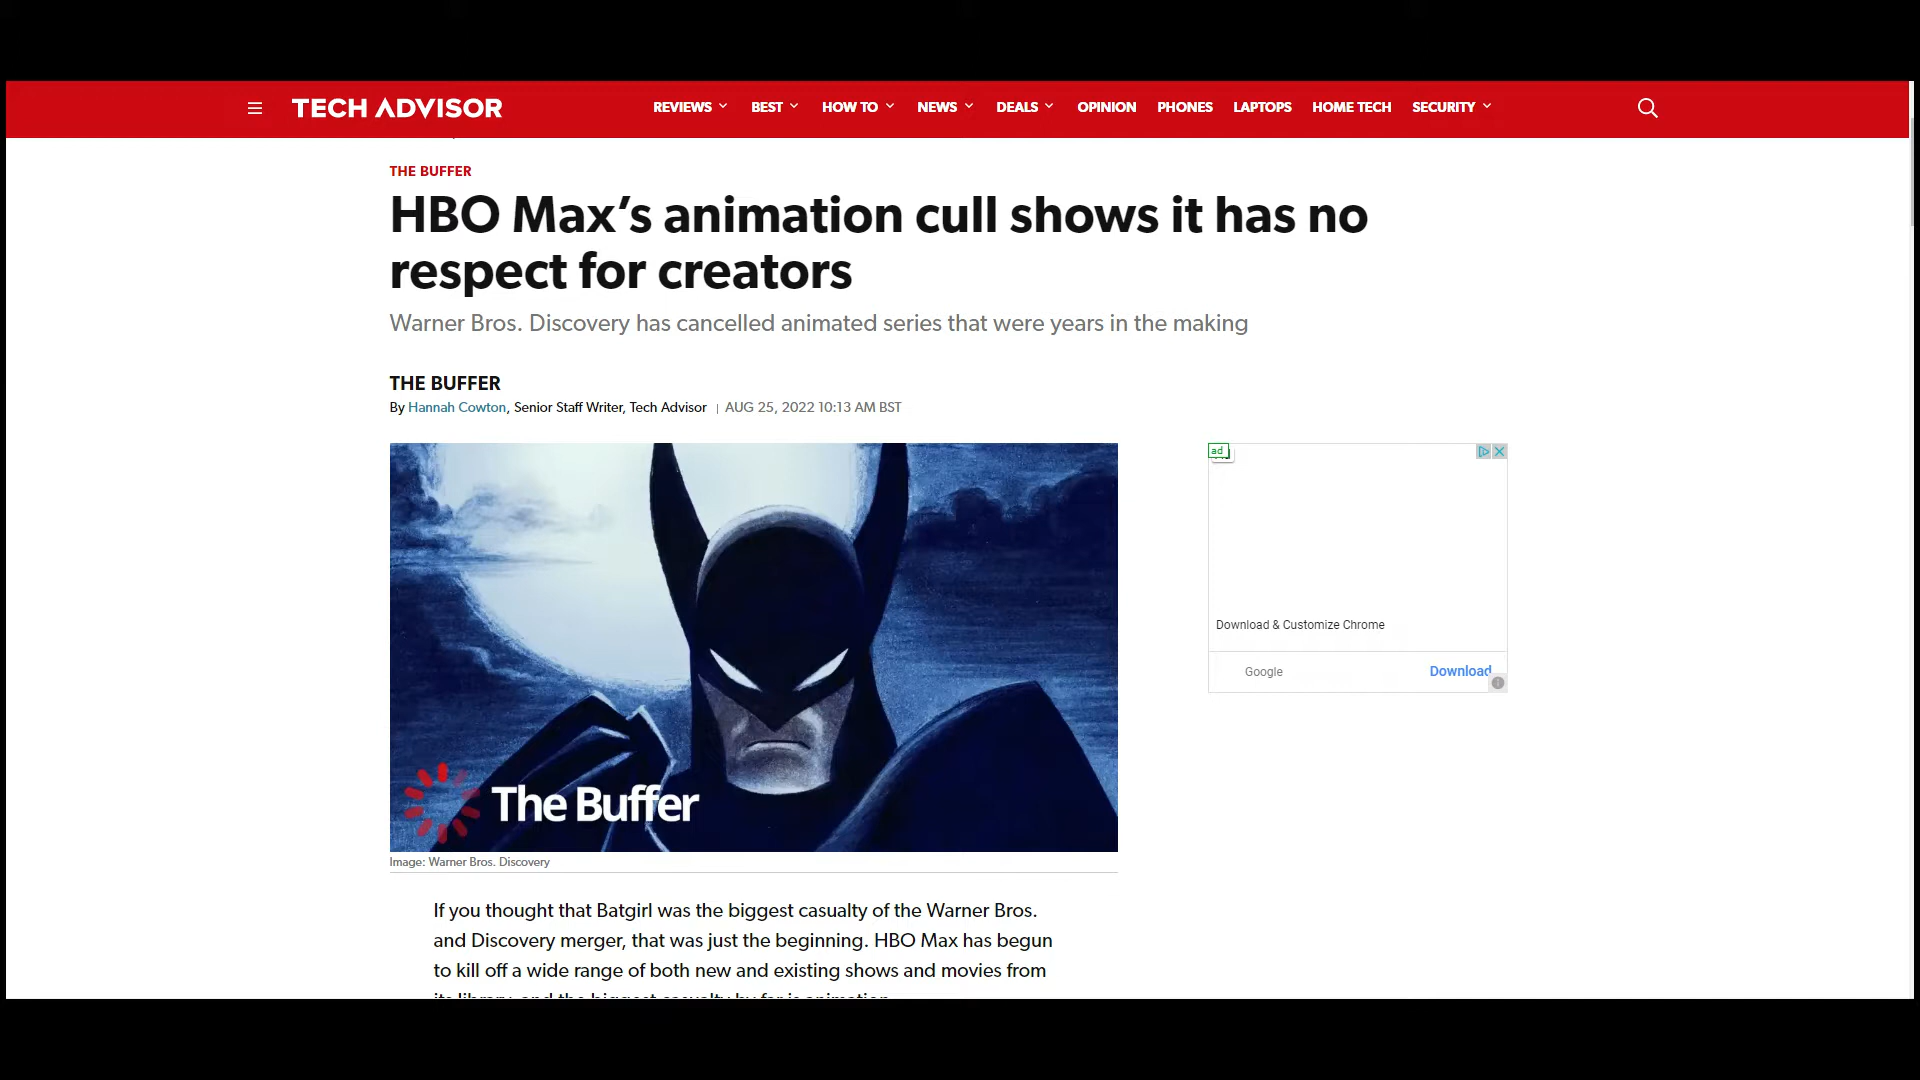 TECH ADVISOR
REVIEWS BEST HOW TO NEWS DEALS OPINION PHONES LAPTOPS HOME TECH SECURITY
THE BUFFER
HBO Max’s animation cull shows it has no
respect for creators
Warner Bros. Discovery has cancelled animated series that were years in the making
THE BUFFER
By Hannah Cowton, Senior Staff Writer, Tech Advisor | AUG 25, 2022 10:13 AM BST
ad
Download & Customize Chrome
Google Download
The Buffer
Image: Warner Bros. Discovery
If you thought that Batgirl was the biggest casualty of the Warner Bros.
and Discovery merger, that was just the beginning. HBO Max has begun
to kill off a wide range of both new and existing shows and movies from
its library, and the biggest casualty by far is animation.